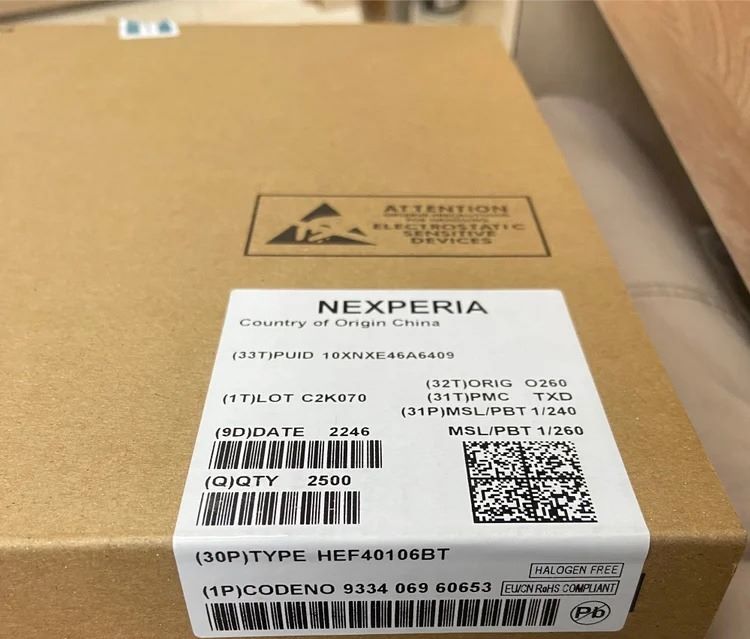 ATTENTION
ELECTROSTATIC
SENSITIVE
DEVICES
NEXPERIA
Country of Origin China
(33T)PUID 10XNXE46A6409
(32T)ORIG O260
(1T)LOT C2K070
(31T)PMC TXD
(31P)MSL/PBT 1/240
(9D)DATE 2246
MSL/PBT 1/260
(Q)QTY 2500
(30P)TYPE HEF40106BT
HALOGEN FREE
(1P)CODENO 9334 069 60653
EU/CN RoHS COMPLIANT
Pb